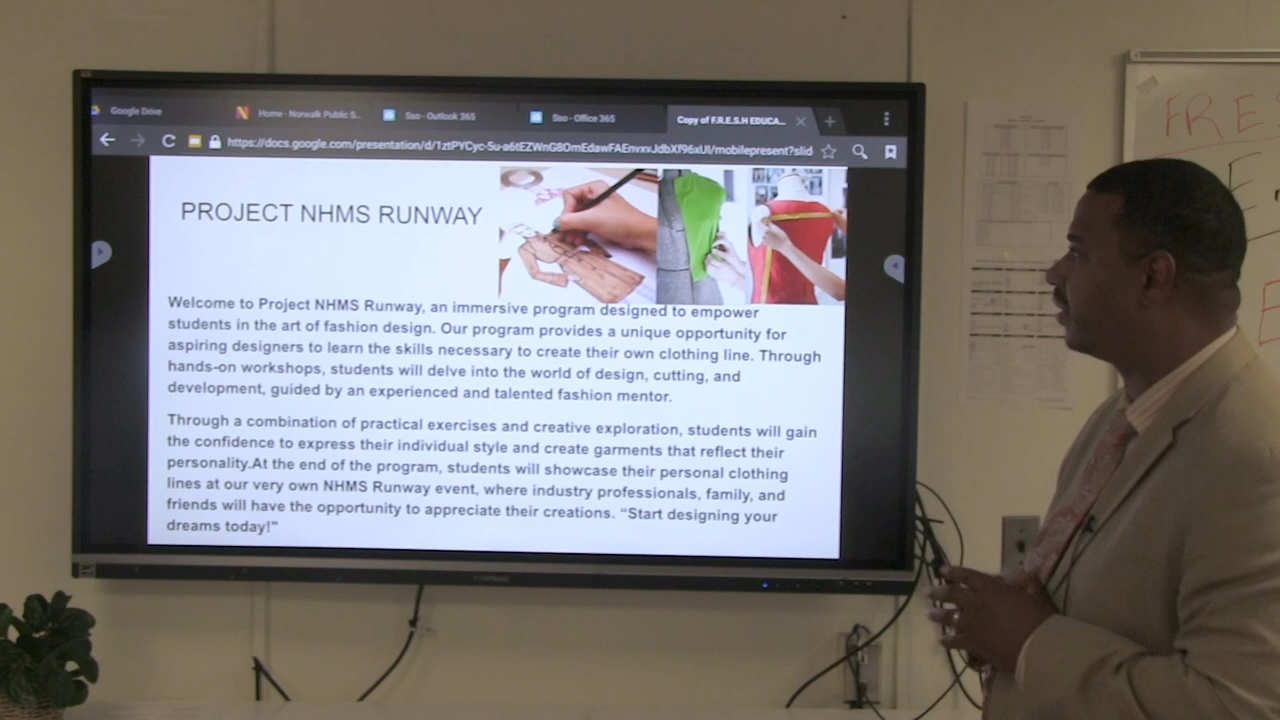 Google Drive
Home - Norwalk Public S..
Sso - Outlook 365
Sso - Office 365
Copy of F.R.E.S.H EDUCA...
https://docs.google.com/presentation/d/1ztPYCyc-5u-a6tEZWnG8OmEdawFAEnvxvJdbXf96xUI/mobilepresent?slid
PROJECT NHMS RUNWAY
Welcome to Project NHMS Runway, an immersive program designed to empower
students in the art of fashion design. Our program provides a unique opportunity for
aspiring designers to learn the skills necessary to create their own clothing line. Through
hands-on workshops, students will delve into the world of design, cutting, and
development, guided by an experienced and talented fashion mentor.
Through a combination of practical exercises and creative exploration, students will gain
the confidence to express their individual style and create garments that reflect their
personality.At the end of the program, students will showcase their personal clothing
lines at our very own NHMS Runway event, where industry professionals, family, and
friends will have the opportunity to appreciate their creations. “Start designing your
dreams today!"
FRE